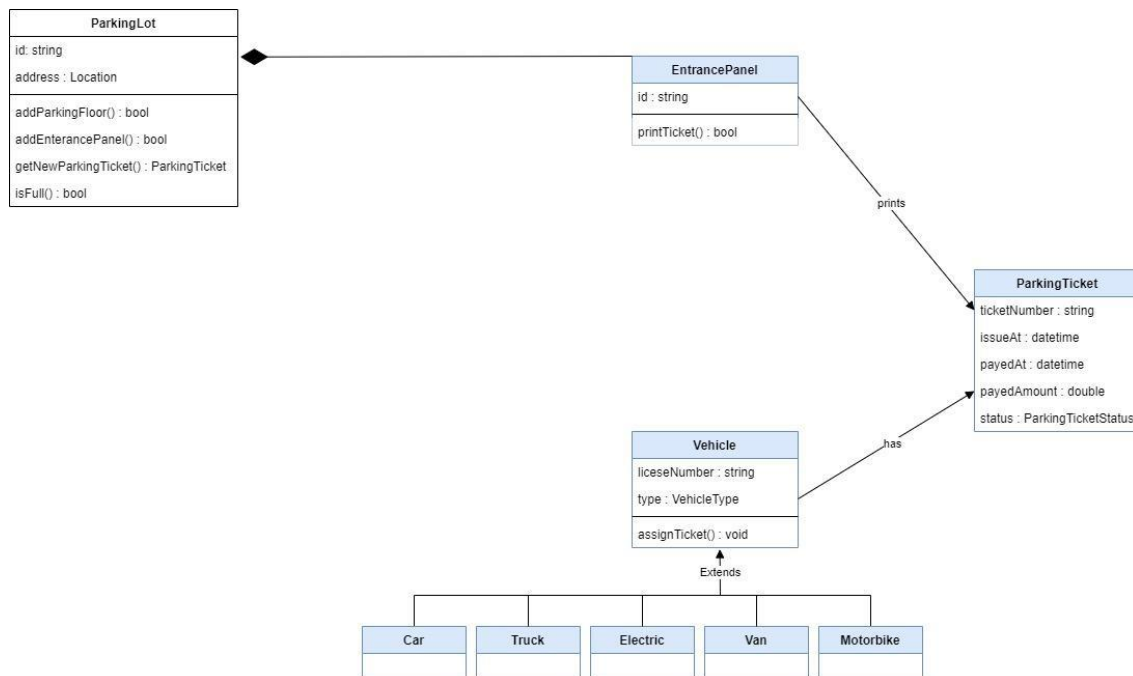 ParkingLot
id: string
address : Location
addParkingFloor() : bool
addEnterancePanel() : bool
getNewParkingTicket() : ParkingTicket
isFull() : bool
EntrancePanel
id : string
printTicket() : bool
prints
ParkingTicket
ticketNumber : string
issueAt : datetime
payedAt : datetime
payedAmount : double
status : ParkingTicketStatus
has
Vehicle
liceseNumber : string
type : VehicleType
assignTicket() : void
Extends
Car
Truck
Electric
Van
Motorbike